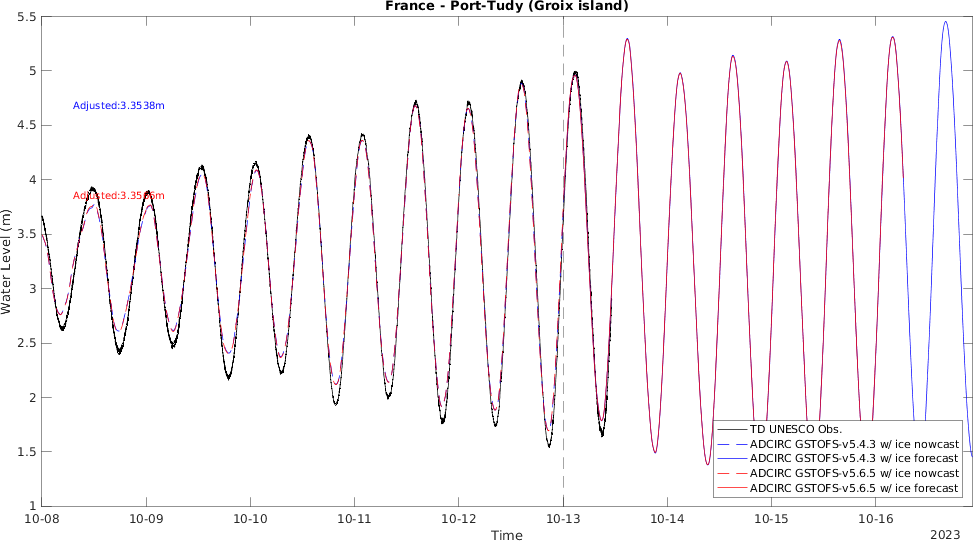 France - Port-Tudy (Groix island)
5.5
5
4.5
4
3.5
3
2.5
2
1.5
1
Water Level (m)
Adjusted:3.3538m
TD UNESCO Obs.
ADCIRC GSTOFS-v5.4.3 w/ ice nowcast
ADCIRC GSTOFS-v5.4.3 w/ ice forecast
ADCIRC GSTOFS-v5.6.5 w/ ice nowcast
ADCIRC GSTOFS-v5.6.5 w/ ice forecast
10-08 10-09 10-10 10-11 10-12 10-13 10-14 10-15 10-16
Time
2023